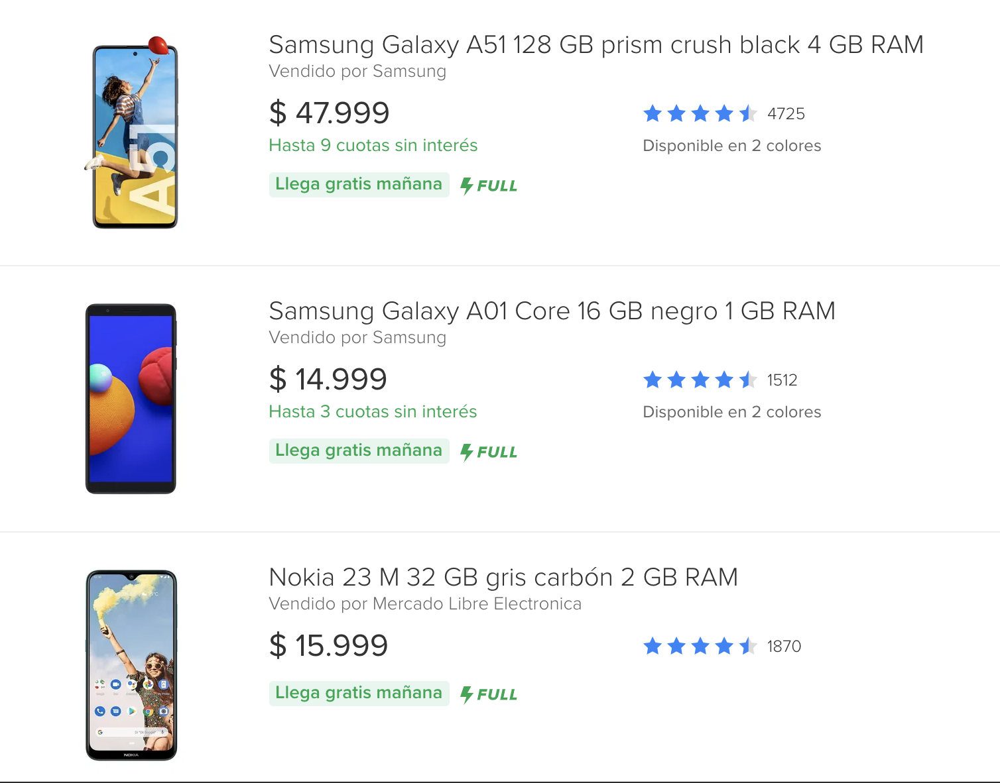 Samsung Galaxy A51 128 GB prism crush black 4 GB RAM
Vendido por Samsung
$ 47.999
4725
Hasta 9 cuotas sin interés
Disponible en 2 colores
Llega gratis mañana
FULL
A51
Samsung Galaxy A01 Core 16 GB negro 1 GB RAM
Vendido por Samsung
$ 14.999
1512
Hasta 3 cuotas sin interés
Disponible en 2 colores
Llega gratis mañana
FULL
Nokia 23 M 32 GB gris carbón 2 GB RAM
Vendido por Mercado Libre Electronica
$ 15.999
1870
Llega gratis mañana
FULL
NOKIA